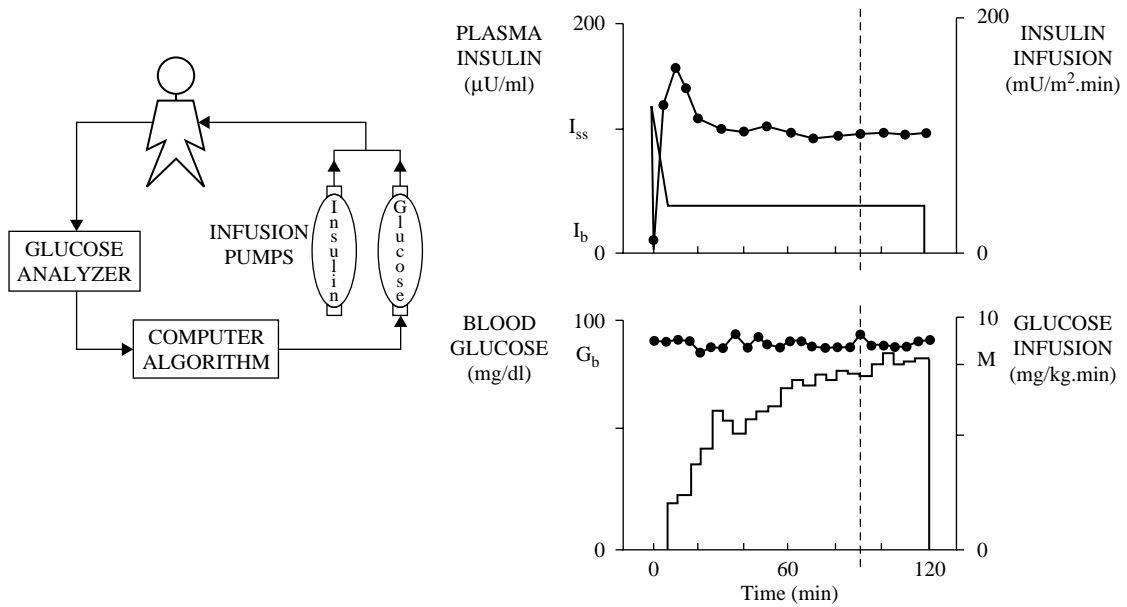 GLUCOSE
ANALYZER
COMPUTER
ALGORITHM
INFUSION
PUMPS
Insulin
Glucose
PLASMA
INSULIN
(μU/ml)
200
I_ss
I_b
0
200
0
INSULIN
INFUSION
(mU/m².min)
BLOOD
GLUCOSE
(mg/dl)
100
G_b
0
10
M
0
GLUCOSE
INFUSION
(mg/kg.min)
0
60
120
Time (min)